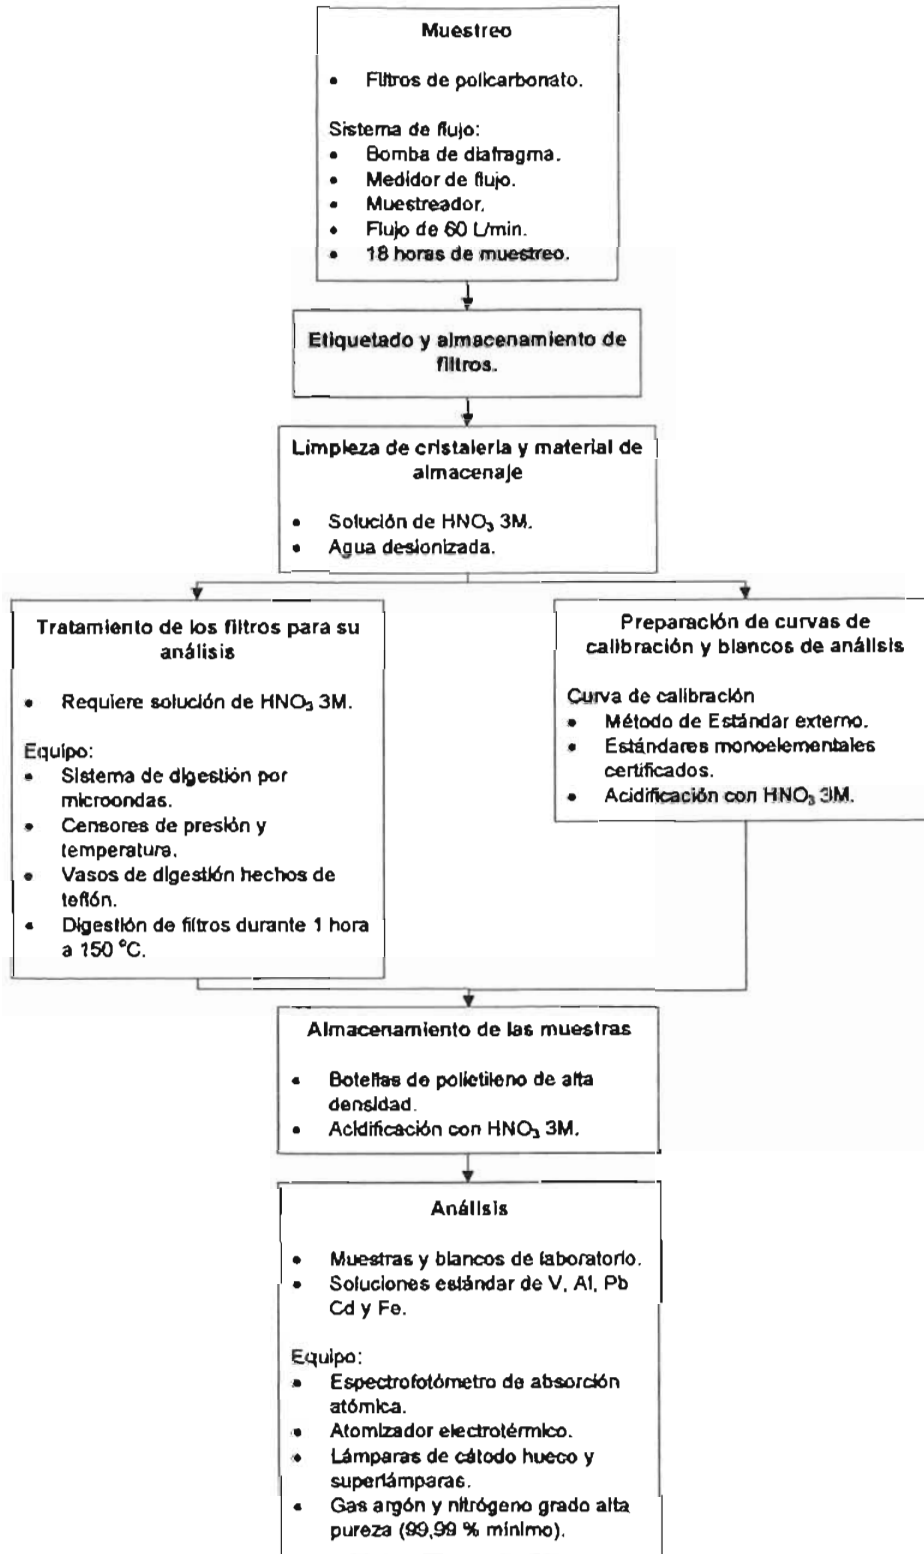 Muestreo
• Filtros de policarbonato.
Sistema de flujo:
• Bomba de diafragma.
• Medidor de flujo.
• Muestreador.
• Flujo de 60 L/min.
• 18 horas de muestreo.
Etiquetado y almacenamiento de
filtros.
Limpieza de cristalería y material de
almacenaje
• Solución de HNO₃ 3M.
• Agua desionizada.
Tratamiento de los filtros para su
análisis
• Requiere solución de HNO₃ 3M.
Equipo:
• Sistema de digestión por
microondas.
• Censores de presión y
temperatura.
• Vasos de digestión hechos de
teflón.
• Digestión de filtros durante 1 hora
a 150 °C.
Preparación de curvas de
calibración y blancos de análisis
Curva de calibración
• Método de Estándar externo.
• Estándares monoelementales
certificados.
• Acidificación con HNO₃ 3M.
Almacenamiento de las muestras
• Botellas de polietileno de alta
densidad.
• Acidificación con HNO₃ 3M.
Análisis
• Muestras y blancos de laboratorio.
• Soluciones estándar de V, Al, Pb
Cd y Fe.
Equipo:
• Espectrofotómetro de absorción
atómica.
• Atomizador electrotérmico.
• Lámparas de cátodo hueco y
superlámparas.
• Gas argón y nitrógeno grado alta
pureza (99,99 % mínimo).